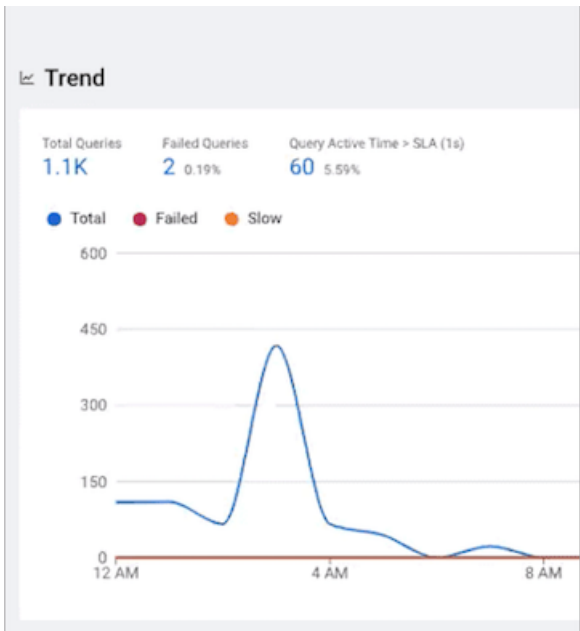 Trend
Total Queries Failed Queries Query Active Time > SLA (1s)
1.1K 2 0.19% 60 5.59%
Total Failed Slow
600
450
300
150
0
12 AM 4 AM 8 AM